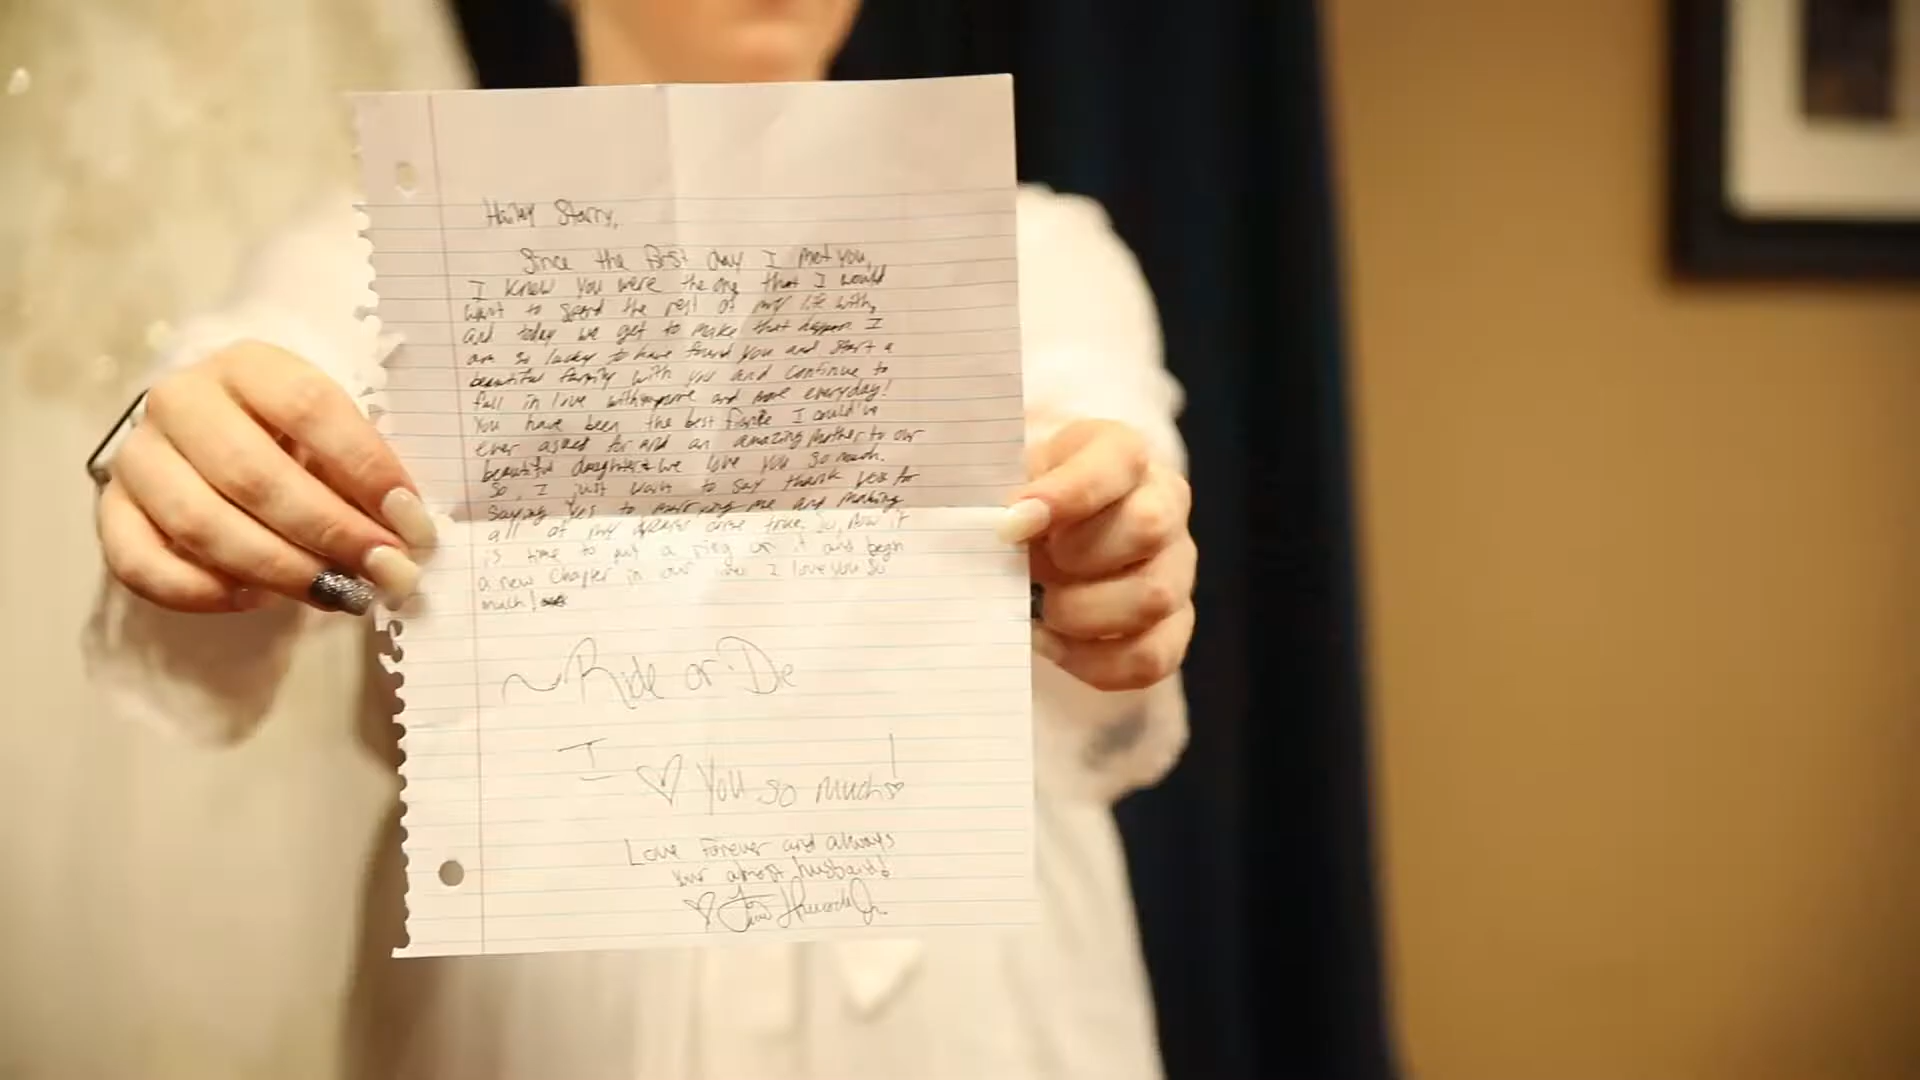 Hailey Starry,
Since the first day I met you,
I knew you were the one that I would
want to spend the rest of my life with,
and today we get to make that happen. I
am so lucky to have found you and start a
beautiful family with you and continue to
fall in love with you more and more everyday!
You have been the best fiance I could've
ever asked for and an amazing mother to our
beautiful daughter we love you so much.
So, I just want to say thank you for
saying yes to marrying me and making
all of my dreams come true. So, now it
is time to put a ring on it and begin
a new chapter in our lives I love you so
much!
~Ride or Die
I ♡ You so much!
Love Forever and always
your almost husband!
♡